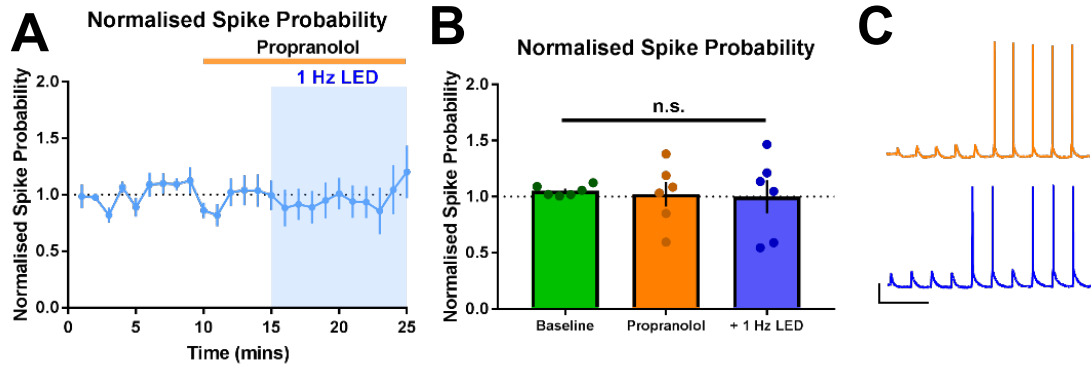 A
Normalised Spike Probability
Propranolol
1 Hz LED
Normalised Spike Probability
2.0
1.5
1.0
0.5
0.0
0
5
10
15
20
25
Time (mins)
B
Normalised Spike Probability
n.s.
Normalised Spike Probability
2.0
1.5
1.0
0.5
0.0
Baseline
Propranolol
+ 1 Hz LED
C